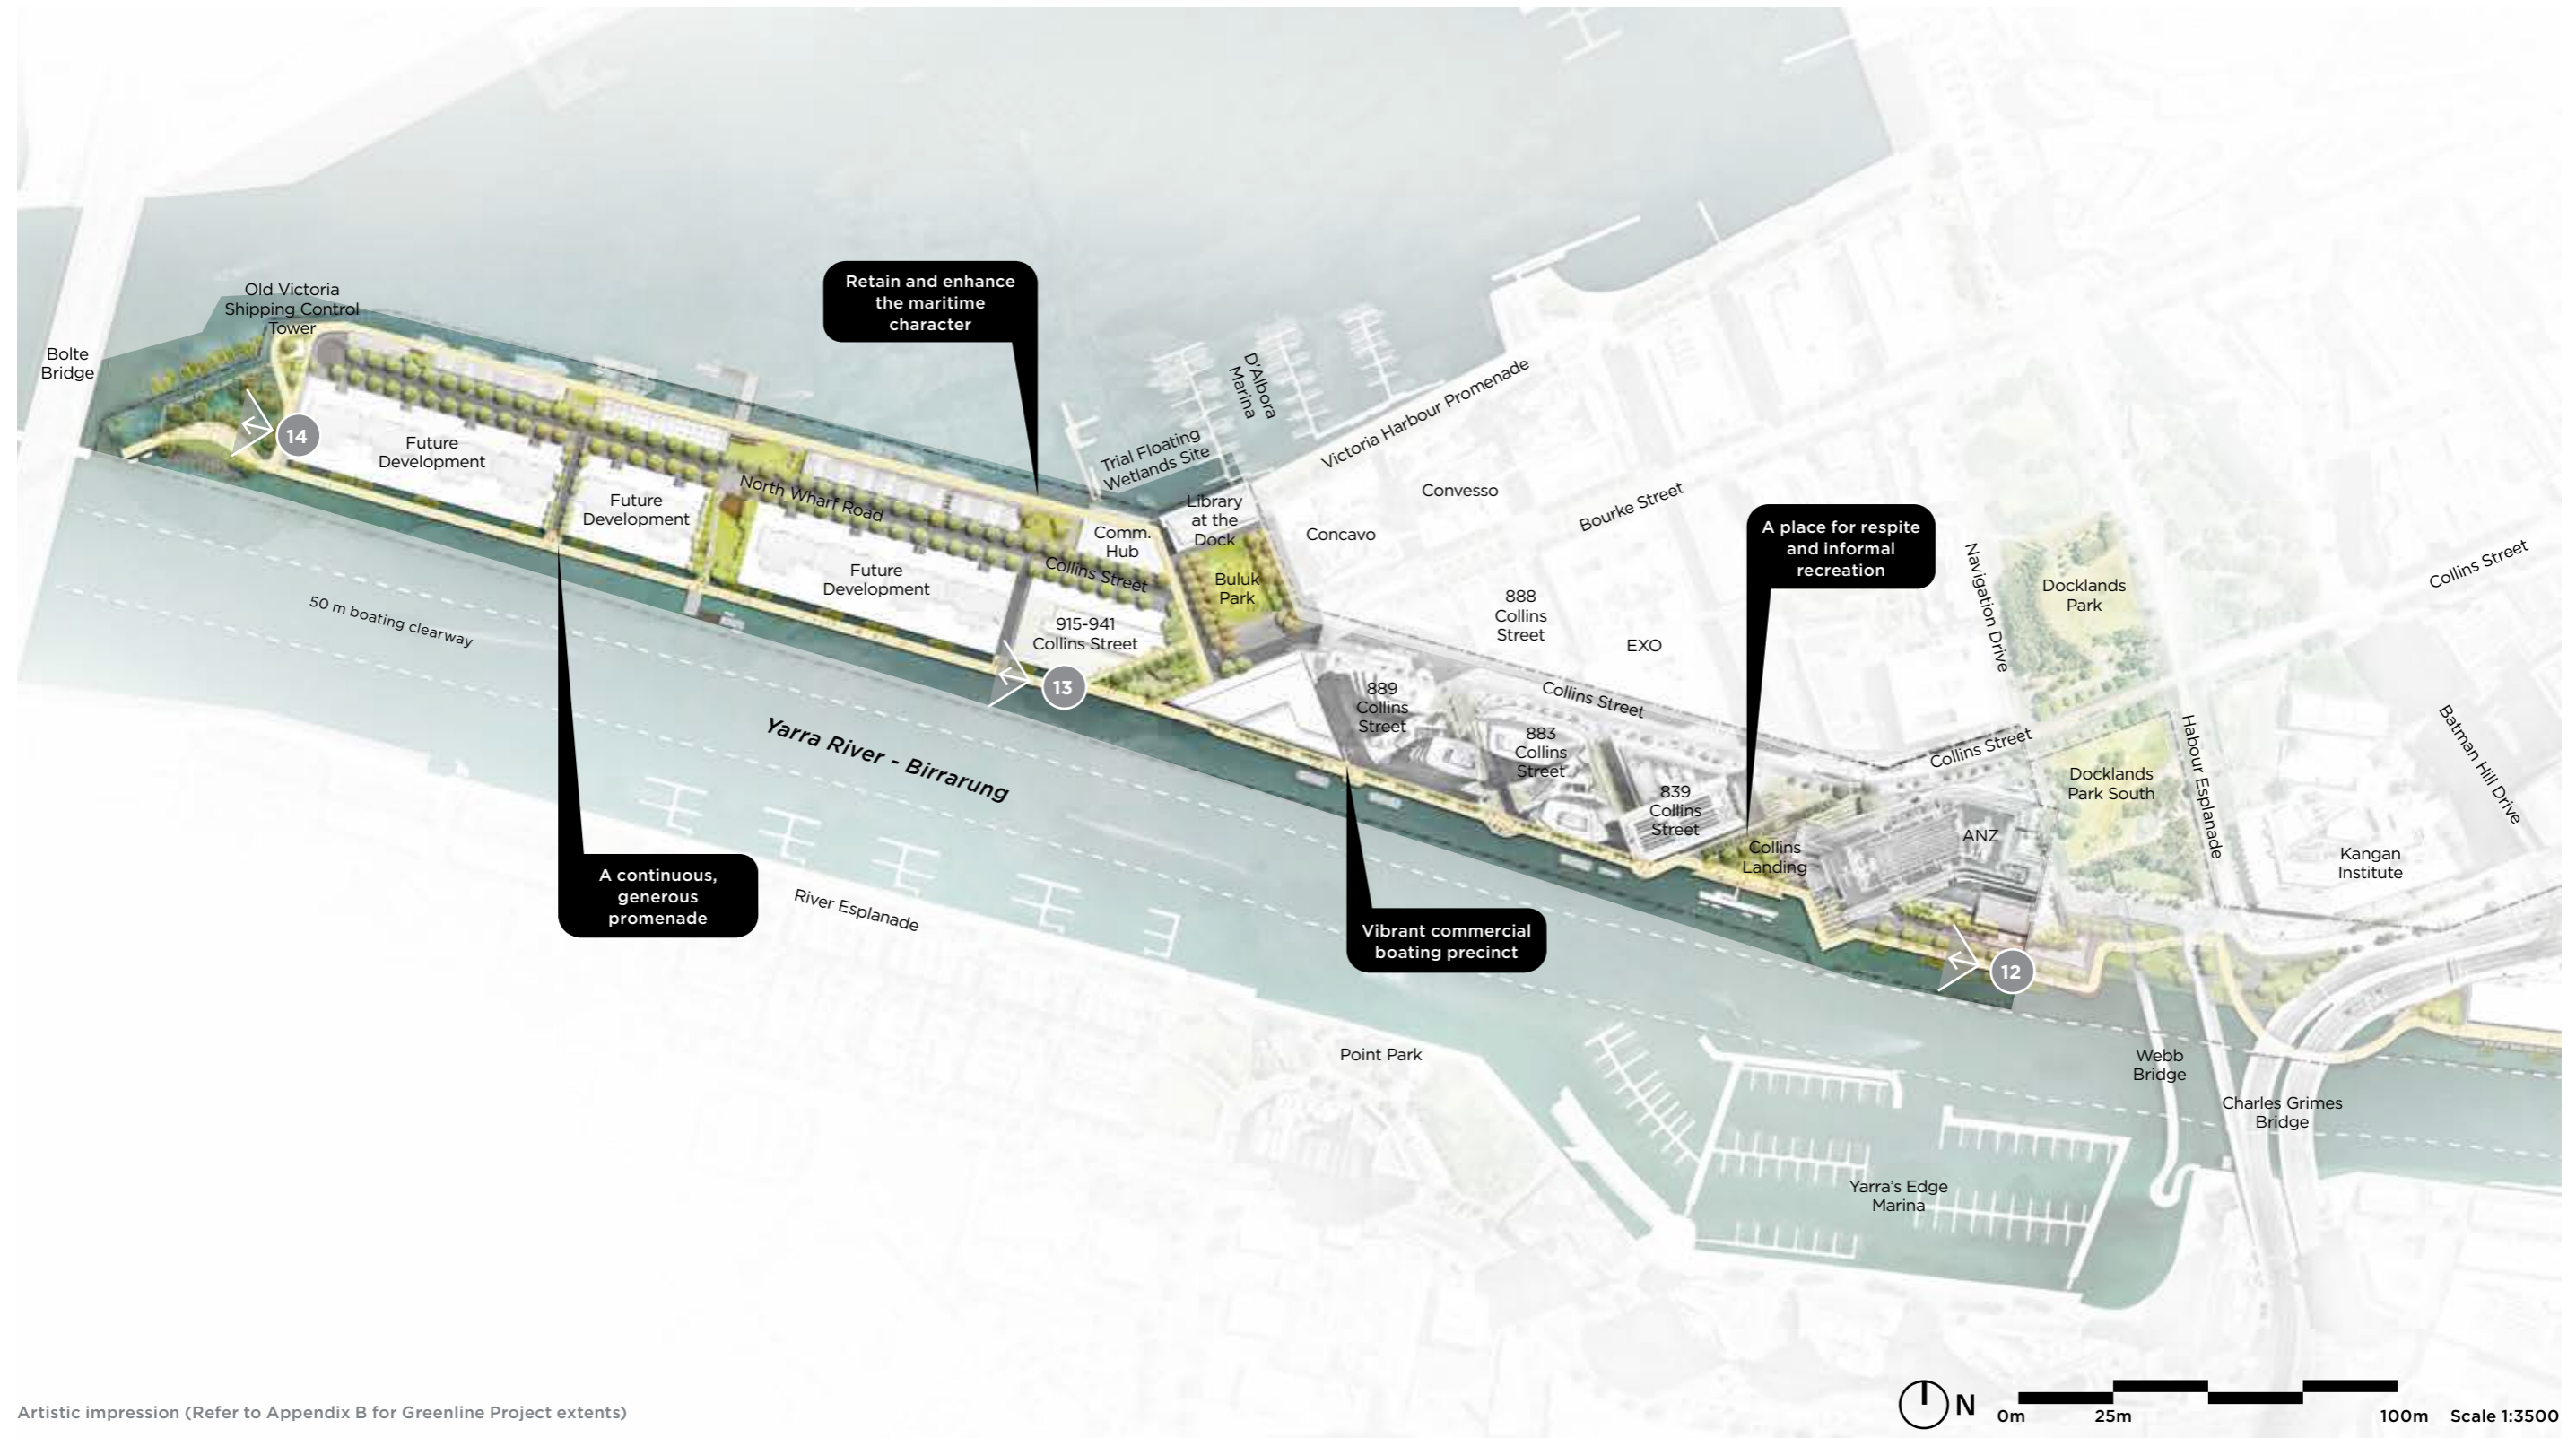 Old Victoria
Shipping Control
Tower
Bolte
Bridge
14
Future
Development
Future
Development
North Wharf Road
Future
Development
50 m boating clearway
Retain and enhance
the maritime
character
Trial Floating
Wetlands Site
D'Albora
Marina
Library
at the
Dock
Comm.
Hub
Collins Street
Buluk
Park
915-941
Collins Street
13
Victoria Harbour Promenade
Convesso
Concavo
Bourke Street
888
Collins
Street
EXO
A place for respite
and informal
recreation
Navigation Drive
Docklands
Park
Collins Street
889
Collins
Street
Collins Street
883
Collins
Street
839
Collins
Street
Collins Street
Docklands
Park South
Habour Esplanade
Batman Hill Drive
Collins
Landing
ANZ
Kangan
Institute
12
Yarra River - Birrarung
A continuous,
generous
promenade
River Esplanade
Vibrant commercial
boating precinct
Point Park
Webb
Bridge
Charles Grimes
Bridge
Yarra's Edge
Marina
Artistic impression (Refer to Appendix B for Greenline Project extents)
N
0m
25m
100m
Scale 1:3500